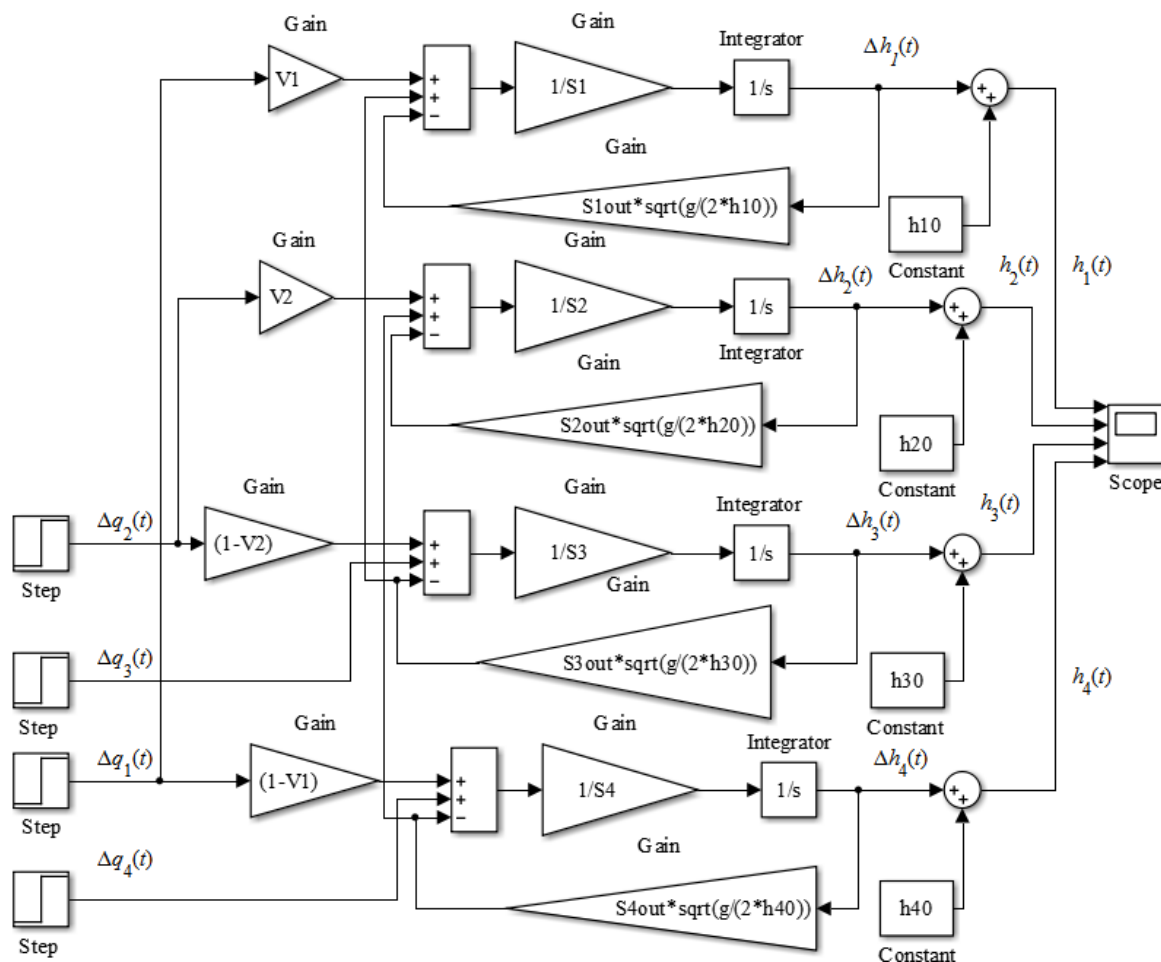 Gain
V1
+
+
−
Gain
1/S1
Integrator
1/s
Δh1(t)
+
+
Gain
S1out*sqrt(g/(2*h10))
h10
Constant
Gain
V2
+
+
−
Gain
1/S2
1/s
Integrator
Δh2(t)
+
+
h2(t)
h1(t)
Gain
S2out*sqrt(g/(2*h20))
h20
Constant
Scope
Step
Δq2(t)
Gain
(1-V2)
+
+
−
Gain
1/S3
Integrator
1/s
Δh3(t)
+
+
h3(t)
Gain
S3out*sqrt(g/(2*h30))
h30
Constant
Step
Δq3(t)
h4(t)
Step
Δq1(t)
Gain
(1-V1)
+
+
−
Gain
1/S4
Integrator
1/s
Δh4(t)
+
+
Gain
S4out*sqrt(g/(2*h40))
h40
Constant
Step
Δq4(t)